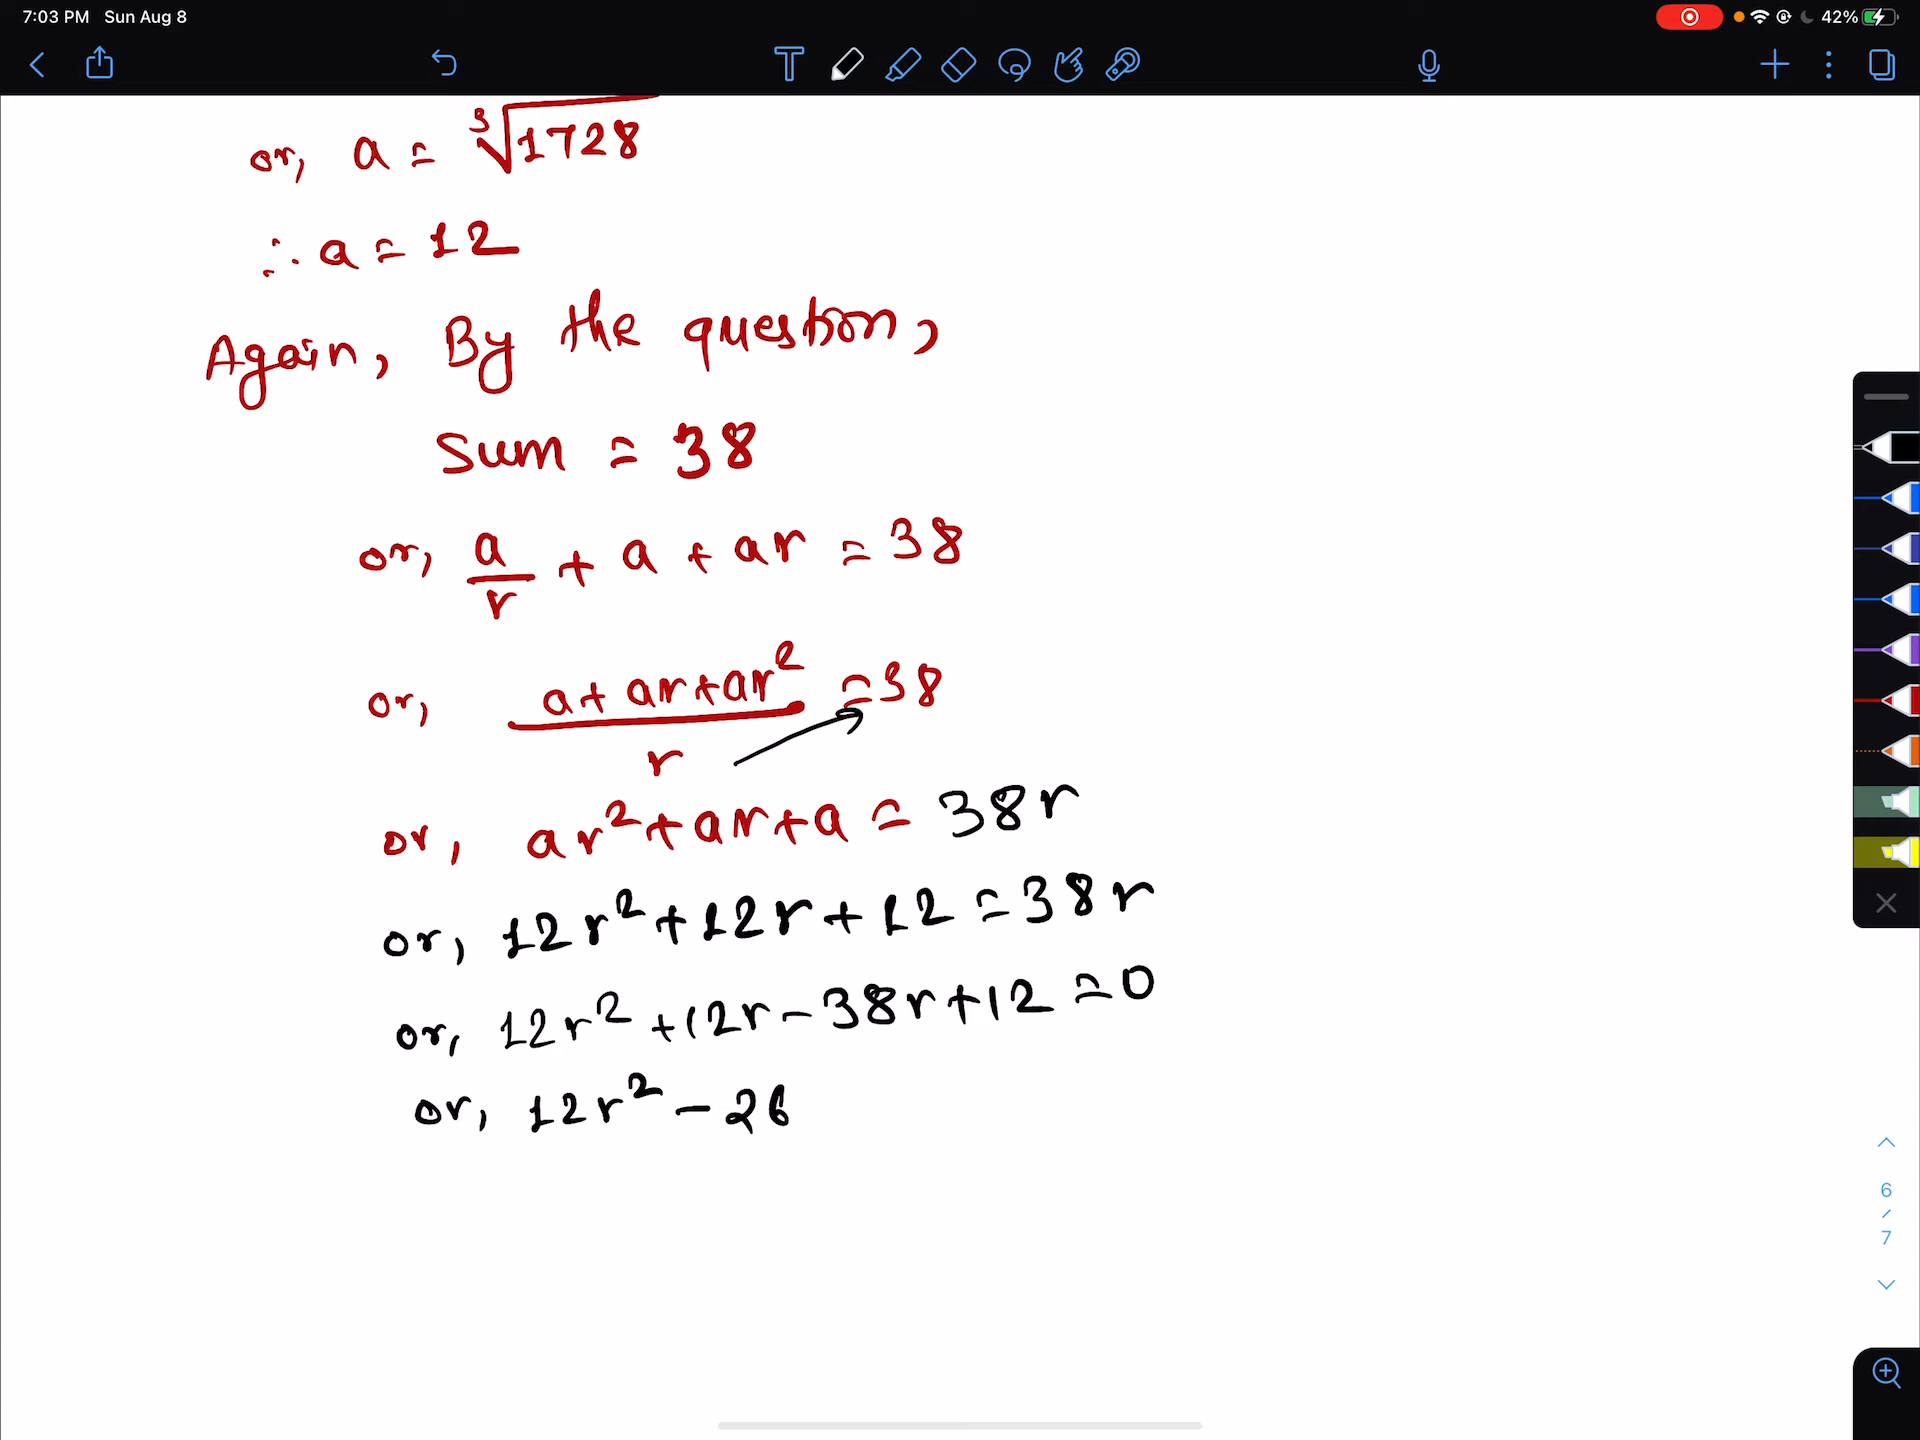 7:03 PM Sun Aug 8 42%
or, a = ∛1728
∴ a = 12
Again, By the question,
Sum = 38
or, a/r + a + ar = 38
or, (a + ar + ar²)/r = 38
or, ar² + ar + a = 38r
or, 12r² + 12r + 12 = 38r
or, 12r² + 12r - 38r + 12 = 0
or, 12r² - 26
6
/
7